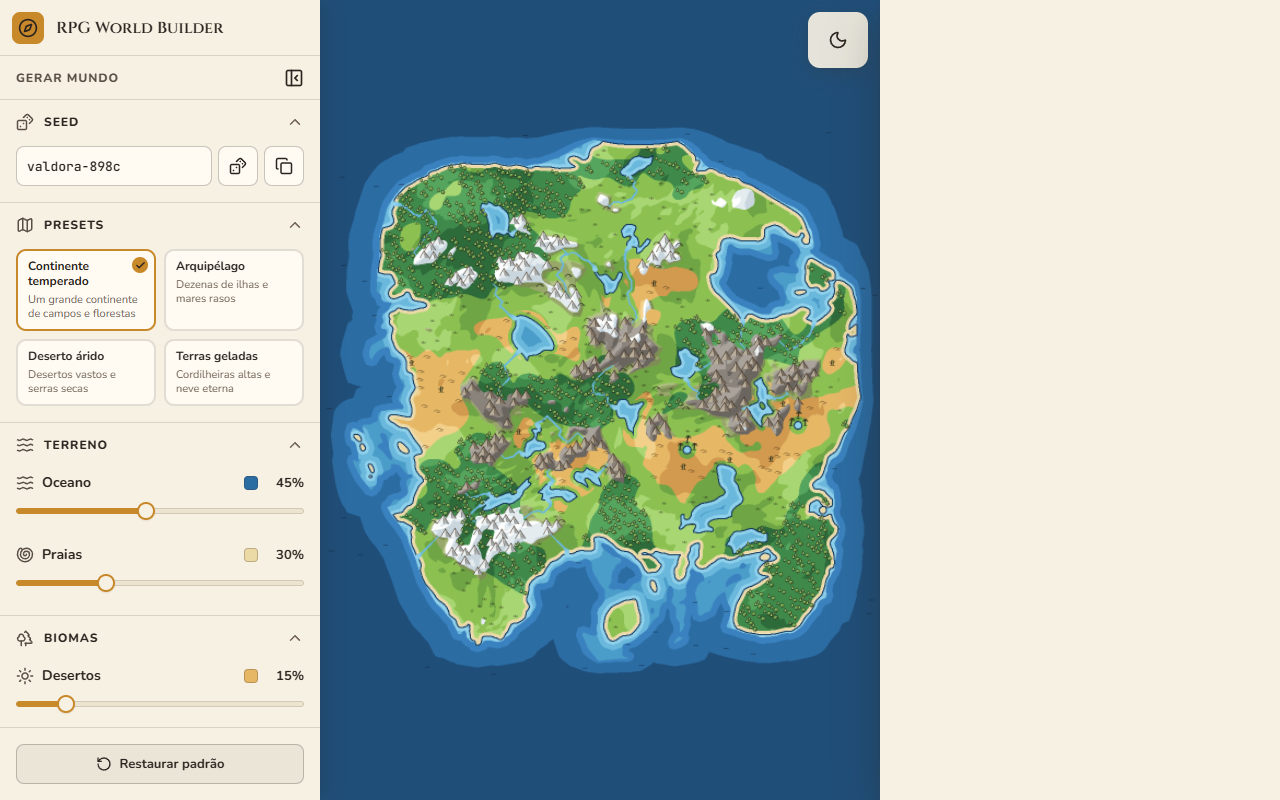 RPG World Builder
GERAR MUNDO
SEED
valdora-898c
PRESETS
Continente
temperado
Um grande continente
de campos e florestas
Arquipélago
Dezenas de ilhas e
mares rasos
Deserto árido
Desertos vastos e
serras secas
Terras geladas
Cordilheiras altas e
neve eterna
TERRENO
Oceano 45%
Praias 30%
BIOMAS
Desertos 15%
Restaurar padrão